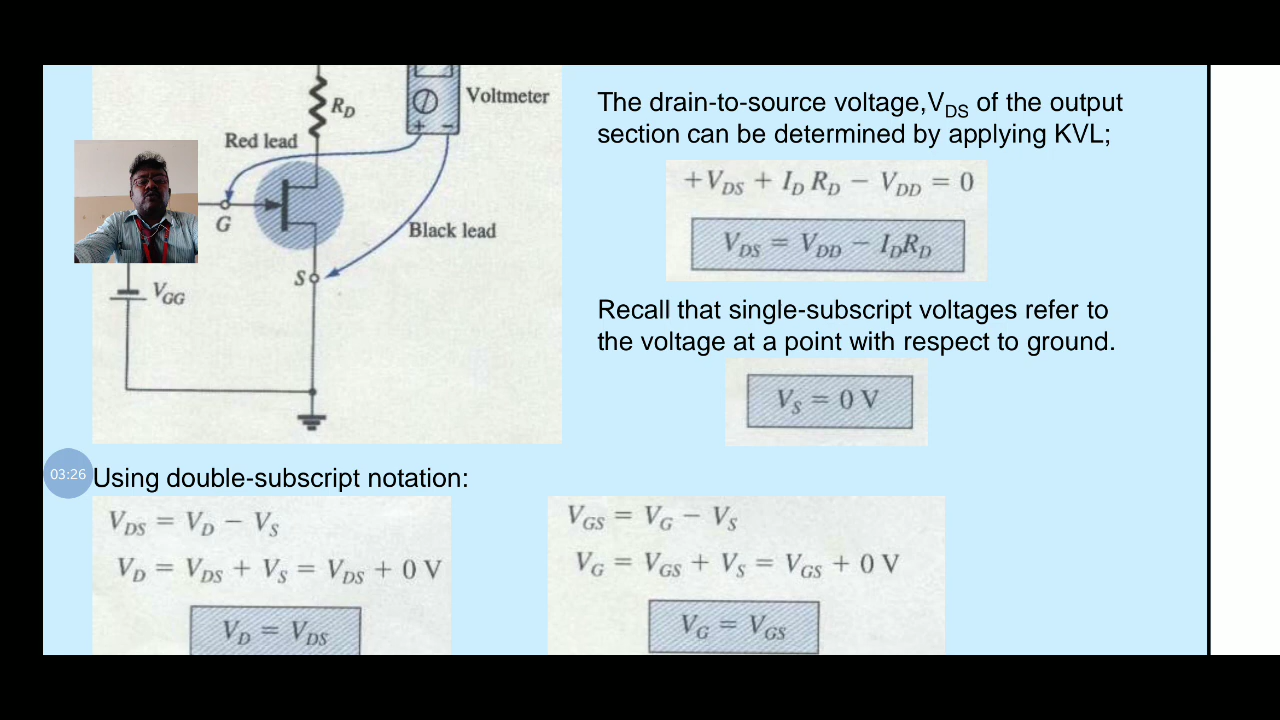 R_D
Voltmeter
+ −
Red lead
G
Black lead
S
V_GG
The drain-to-source voltage,V_DS of the output
section can be determined by applying KVL;
+V_DS + I_D R_D − V_DD = 0
V_DS = V_DD − I_D R_D
Recall that single-subscript voltages refer to
the voltage at a point with respect to ground.
V_S = 0 V
03:26
Using double-subscript notation:
V_DS = V_D − V_S
V_D = V_DS + V_S = V_DS + 0 V
V_D = V_DS
V_GS = V_G − V_S
V_G = V_GS + V_S = V_GS + 0 V
V_G = V_GS